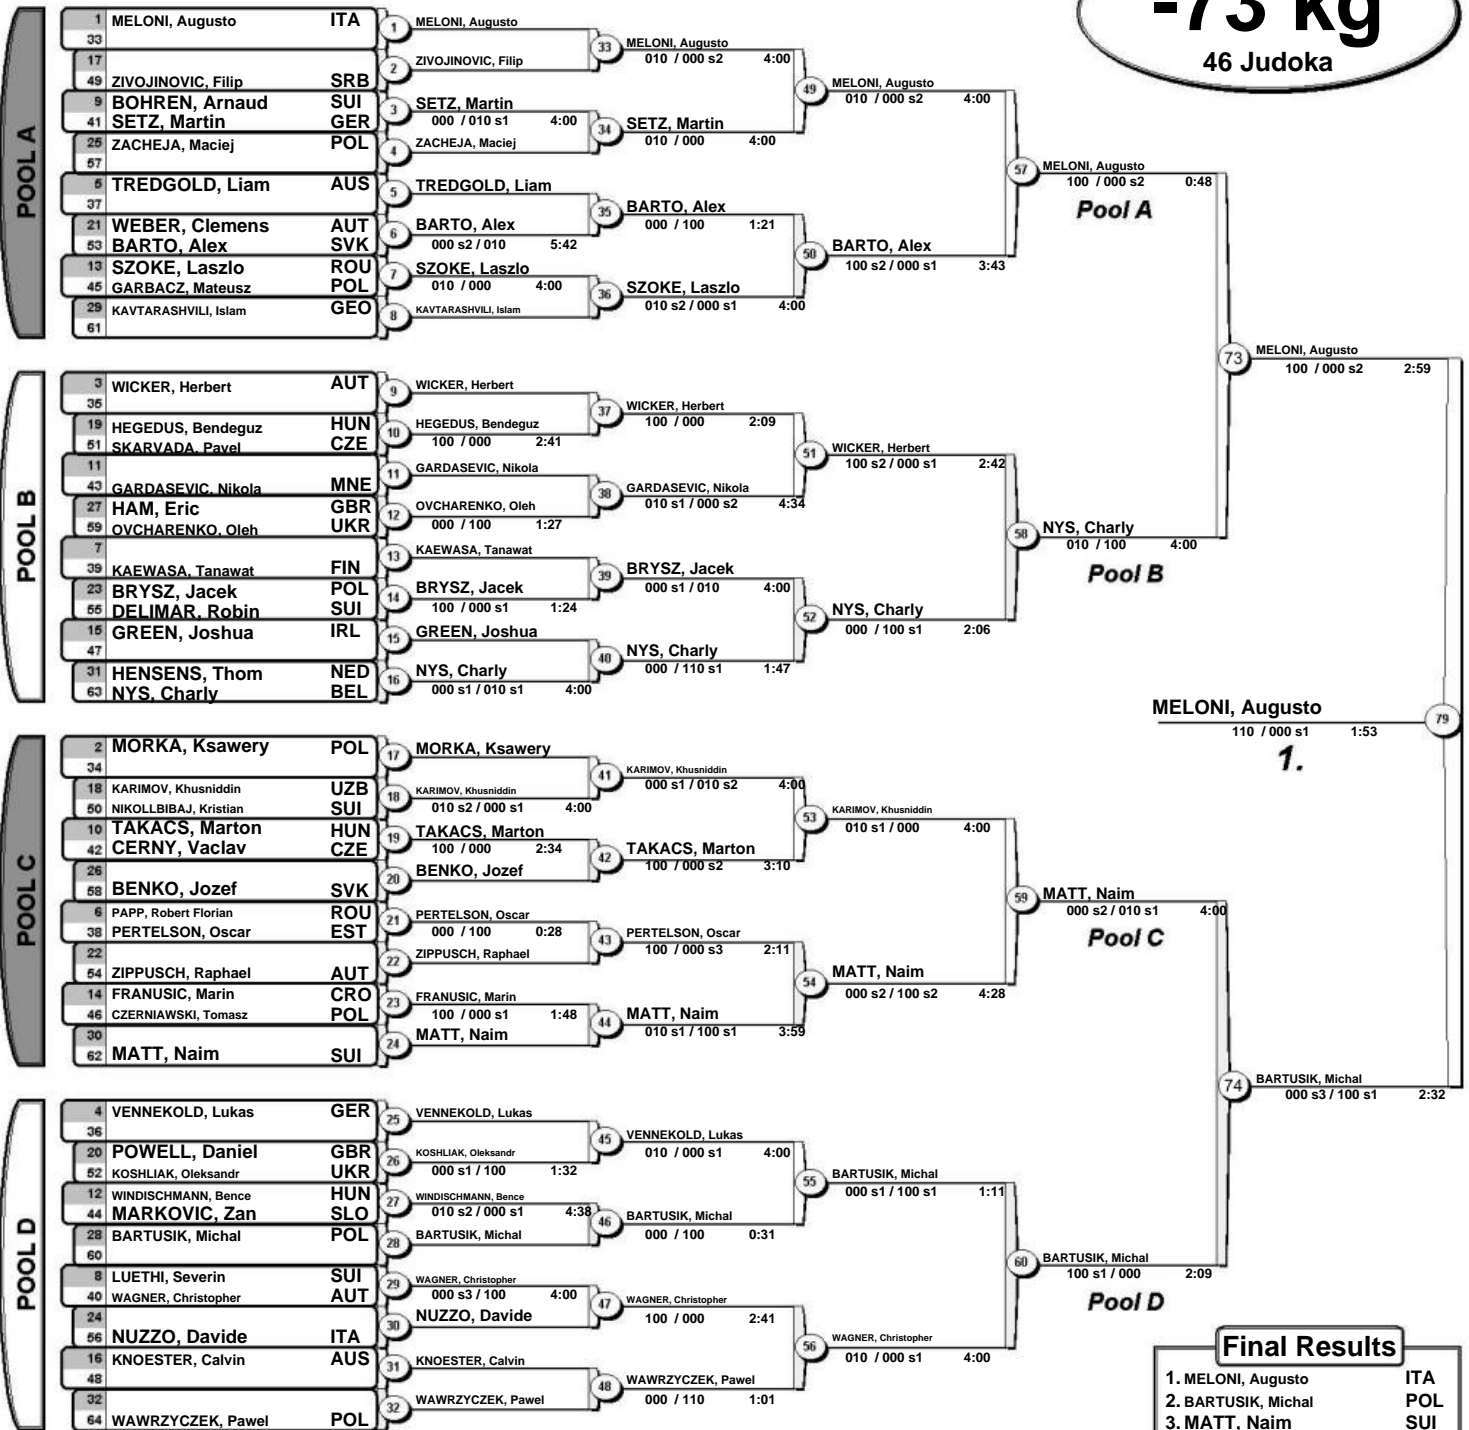 -73 kg
46 Judoka
POOL A
1 MELONI, Augusto ITA
33
17
49 ZIVOJINOVIC, Filip SRB
9 BOHREN, Arnaud SUI
41 SETZ, Martin GER
25 ZACHEJA, Maciej POL
57
5 TREDGOLD, Liam AUS
37
21 WEBER, Clemens AUT
53 BARTO, Alex SVK
13 SZOKE, Laszlo ROU
45 GARBACZ, Mateusz POL
29 KAVTARASHVILI, Islam GEO
61
1 MELONI, Augusto
2 ZIVOJINOVIC, Filip
3 SETZ, Martin
000 / 010 s1 4:00
4 ZACHEJA, Maciej
5 TREDGOLD, Liam
6 BARTO, Alex
000 s2 / 010 5:42
7 SZOKE, Laszlo
010 / 000 4:00
8 KAVTARASHVILI, Islam
33 MELONI, Augusto
010 / 000 s2 4:00
34 SETZ, Martin
010 / 000 4:00
35 BARTO, Alex
000 / 100 1:21
36 SZOKE, Laszlo
010 s2 / 000 s1 4:00
49 MELONI, Augusto
010 / 000 s2 4:00
50 BARTO, Alex
100 s2 / 000 s1 3:43
57 MELONI, Augusto
100 / 000 s2 0:48
Pool A
POOL B
3 WICKER, Herbert AUT
35
19 HEGEDUS, Bendeguz HUN
51 SKARVADA, Pavel CZE
11
43 GARDASEVIC, Nikola MNE
27 HAM, Eric GBR
59 OVCHARENKO, Oleh UKR
7
39 KAEWASA, Tanawat FIN
23 BRYSZ, Jacek POL
55 DELIMAR, Robin SUI
15 GREEN, Joshua IRL
47
31 HENSENS, Thom NED
63 NYS, Charly BEL
9 WICKER, Herbert
10 HEGEDUS, Bendeguz
100 / 000 2:41
11 GARDASEVIC, Nikola
12 OVCHARENKO, Oleh
000 / 100 1:27
13 KAEWASA, Tanawat
14 BRYSZ, Jacek
100 / 000 s1 1:24
15 GREEN, Joshua
16 NYS, Charly
000 s1 / 010 s1 4:00
37 WICKER, Herbert
100 / 000 2:09
38 GARDASEVIC, Nikola
010 s1 / 000 s2 4:34
39 BRYSZ, Jacek
000 s1 / 010 4:00
40 NYS, Charly
000 / 110 s1 1:47
51 WICKER, Herbert
100 s2 / 000 s1 2:42
52 NYS, Charly
000 / 100 s1 2:06
58 NYS, Charly
010 / 100 4:00
Pool B
73 MELONI, Augusto
100 / 000 s2 2:59
MELONI, Augusto 79
110 / 000 s1 1:53
1.
POOL C
2 MORKA, Ksawery POL
34
18 KARIMOV, Khusniddin UZB
50 NIKOLLBIBAJ, Kristian SUI
10 TAKACS, Marton HUN
42 CERNY, Vaclav CZE
26
58 BENKO, Jozef SVK
6 PAPP, Robert Florian ROU
38 PERTELSON, Oscar EST
22
54 ZIPPUSCH, Raphael AUT
14 FRANUSIC, Marin CRO
46 CZERNIAWSKI, Tomasz POL
30
62 MATT, Naim SUI
17 MORKA, Ksawery
18 KARIMOV, Khusniddin
010 s2 / 000 s1 4:00
19 TAKACS, Marton
100 / 000 2:34
20 BENKO, Jozef
21 PERTELSON, Oscar
000 / 100 0:28
22 ZIPPUSCH, Raphael
23 FRANUSIC, Marin
100 / 000 s1 1:48
24 MATT, Naim
41 KARIMOV, Khusniddin
000 s1 / 010 s2 4:00
42 TAKACS, Marton
100 / 000 s2 3:10
43 PERTELSON, Oscar
100 / 000 s3 2:11
44 MATT, Naim
010 s1 / 100 s1 3:59
53 KARIMOV, Khusniddin
010 s1 / 000 4:00
54 MATT, Naim
000 s2 / 100 s2 4:28
59 MATT, Naim
000 s2 / 010 s1 4:00
Pool C
74 BARTUSIK, Michal
000 s3 / 100 s1 2:32
POOL D
4 VENNEKOLD, Lukas GER
36
20 POWELL, Daniel GBR
52 KOSHLIAK, Oleksandr UKR
12 WINDISCHMANN, Bence HUN
44 MARKOVIC, Zan SLO
28 BARTUSIK, Michal POL
60
8 LUETHI, Severin SUI
40 WAGNER, Christopher AUT
24
56 NUZZO, Davide ITA
16 KNOESTER, Calvin AUS
48
32
64 WAWRZYCZEK, Pawel POL
25 VENNEKOLD, Lukas
26 KOSHLIAK, Oleksandr
000 s1 / 100 1:32
27 WINDISCHMANN, Bence
010 s2 / 000 s1 4:38
28 BARTUSIK, Michal
29 WAGNER, Christopher
000 s3 / 100 4:00
30 NUZZO, Davide
31 KNOESTER, Calvin
32 WAWRZYCZEK, Pawel
45 VENNEKOLD, Lukas
010 / 000 s1 4:00
46 BARTUSIK, Michal
000 / 100 0:31
47 WAGNER, Christopher
100 / 000 2:41
48 WAWRZYCZEK, Pawel
000 / 110 1:01
55 BARTUSIK, Michal
000 s1 / 100 s1 1:11
56 WAGNER, Christopher
010 / 000 s1 4:00
60 BARTUSIK, Michal
100 s1 / 000 2:09
Pool D
Final Results
1. MELONI, Augusto ITA
2. BARTUSIK, Michal POL
3. MATT, Naim SUI